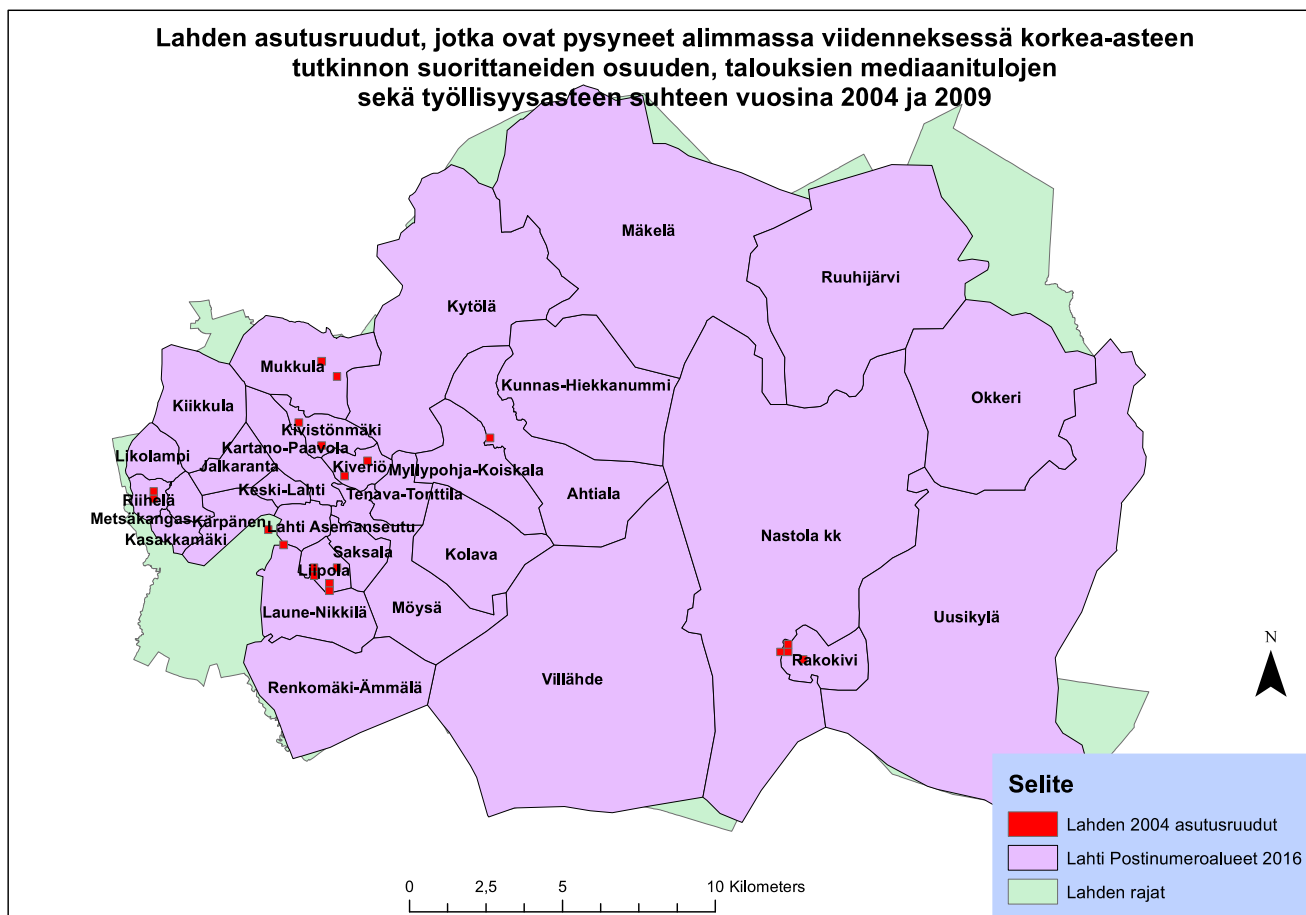 Lahden asutusruudut, jotka ovat pysyneet alimmassa viidenneksessä korkea-asteen
tutkinnon suorittaneiden osuuden, talouksien mediaanitulojen
sekä työllisyysasteen suhteen vuosina 2004 ja 2009
Mäkelä
Ruuhijärvi
Kytölä
Mukkula
Kunnas-Hiekkanummi
Okkeri
Kiikkula
Kivistönmäki
Kartano-Paavola
Likolampi
Jalkaranta
Kiveriö
Myllypohja-Koiskala
Keski-Lahti
Tenava-Tonttila
Ahtiala
Riihelä
Metsäkangas
Kärpänen
Lahti Asemanseutu
Nastola kk
Kasakkamäki
Saksala
Kolava
Liipola
Laune-Nikkilä
Möysä
Uusikylä
Rakokivi
Renkomäki-Ämmälä
Villähde
N
Selite
Lahden 2004 asutusruudut
Lahti Postinumeroalueet 2016
Lahden rajat
0 2,5 5 10 Kilometers